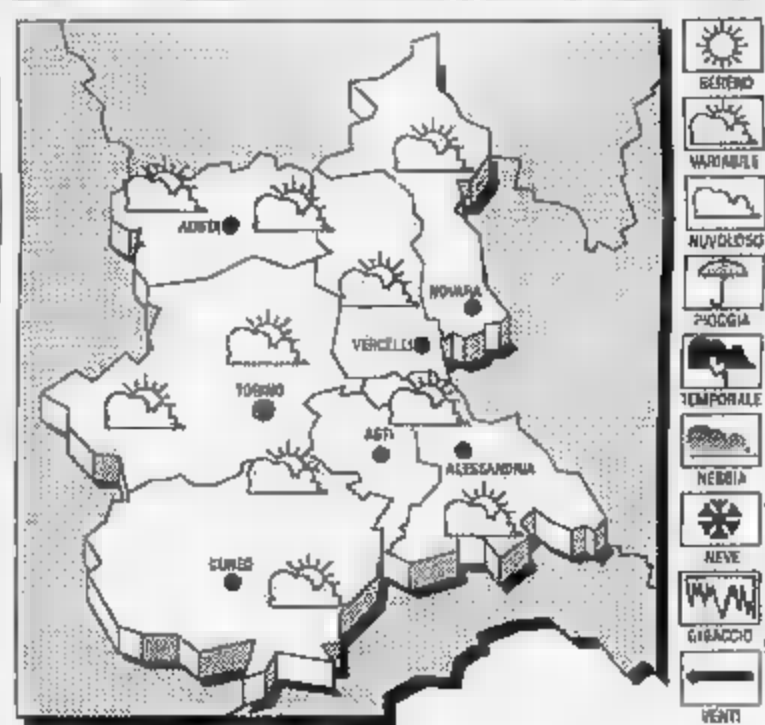 AOSTA
NOVARA
VERCELLI
TORINO
ASTI
ALESSANDRIA
CUNEO
SERENO
VARIABILE
NUVOLOSO
PIOGGIA
TEMPORALE
NEBBIA
NEVE
GHIACCIO
VENTI